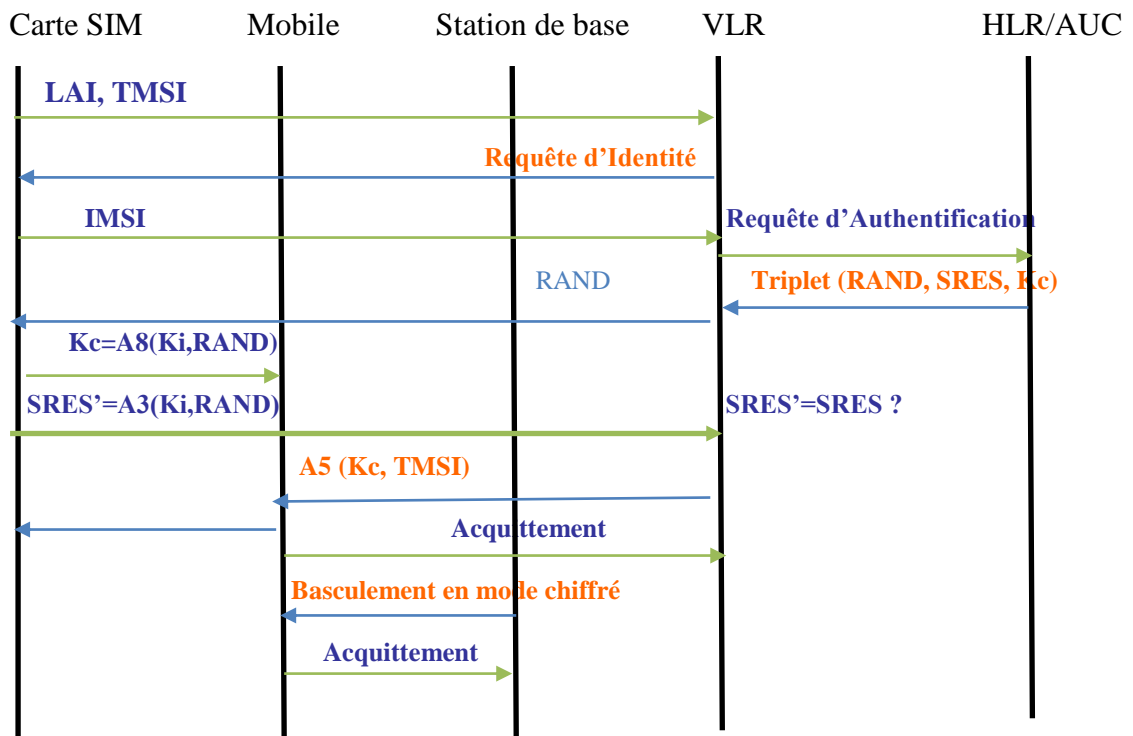 Carte SIM Mobile Station de base VLR HLR/AUC
LAI, TMSI
Requête d'Identité
IMSI Requête d'Authentification
RAND Triplet (RAND, SRES, Kc)
Kc=A8(Ki,RAND)
SRES'=A3(Ki,RAND) SRES'=SRES ?
A5 (Kc, TMSI)
Acquittement
Basculement en mode chiffré
Acquittement